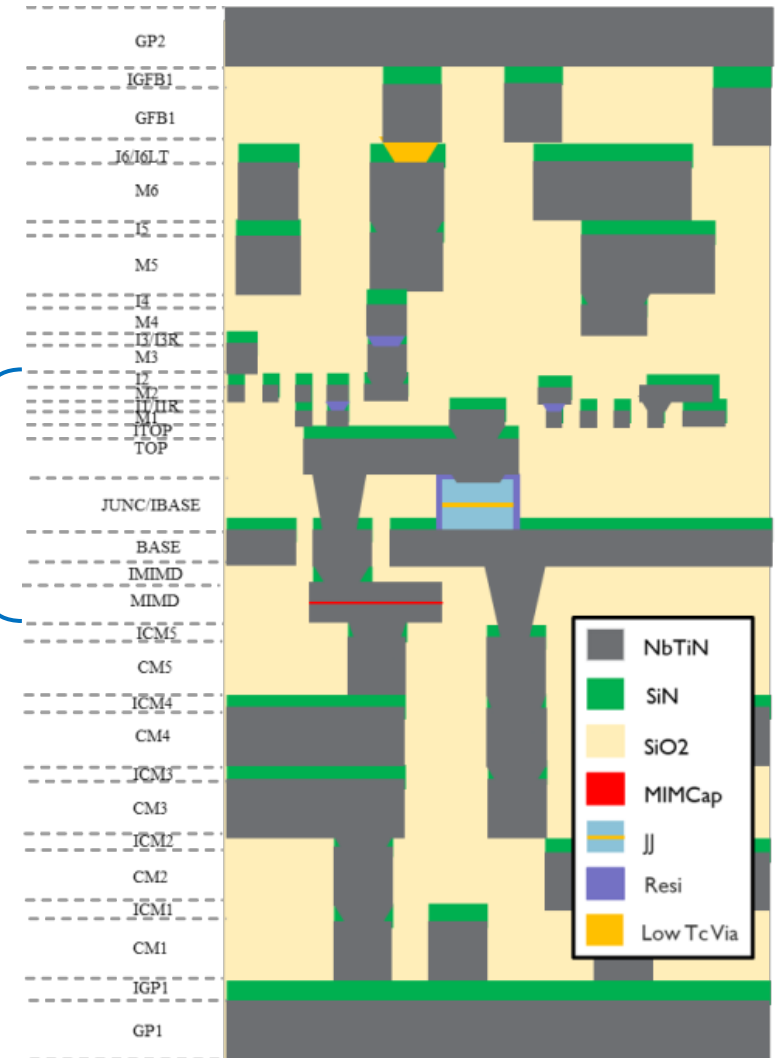 GP2
IGFB1
GFB1
I6/I6LT
M6
I5
M5
I4
M4
I3/I3R
M3
I2
M2
I1/I1R
M1
ITOP
TOP
JUNC/IBASE
BASE
IMIMD
MIMD
ICM5
CM5
ICM4
CM4
ICM3
CM3
ICM2
CM2
ICM1
CM1
IGP1
GP1
NbTiN
SiN
SiO2
MIMCap
JJ
Resi
Low Tc Via